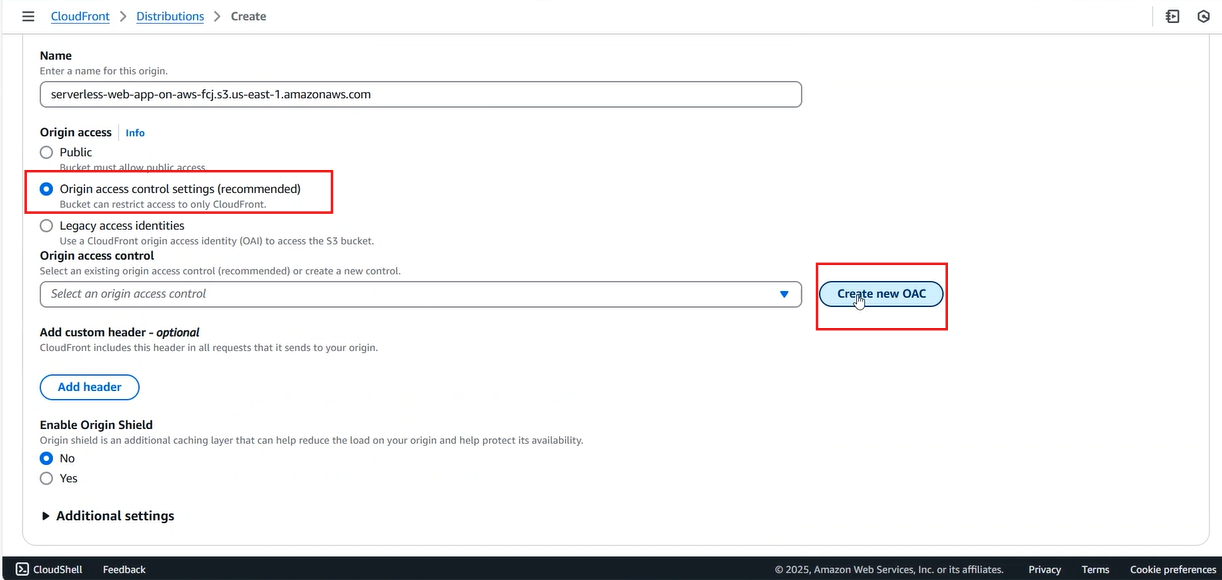 CloudFront > Distributions > Create
Name
Enter a name for this origin.
serverless-web-app-on-aws-fcj.s3.us-east-1.amazonaws.com
Origin access Info
Public
Bucket must allow public access.
Origin access control settings (recommended)
Bucket can restrict access to only CloudFront.
Legacy access identities
Use a CloudFront origin access identity (OAI) to access the S3 bucket.
Origin access control
Select an existing origin access control (recommended) or create a new control.
Select an origin access control
Create new OAC
Add custom header - optional
CloudFront includes this header in all requests that it sends to your origin.
Add header
Enable Origin Shield
Origin shield is an additional caching layer that can help reduce the load on your origin and help protect its availability.
No
Yes
Additional settings
CloudShell Feedback © 2025, Amazon Web Services, Inc. or its affiliates. Privacy Terms Cookie preferences